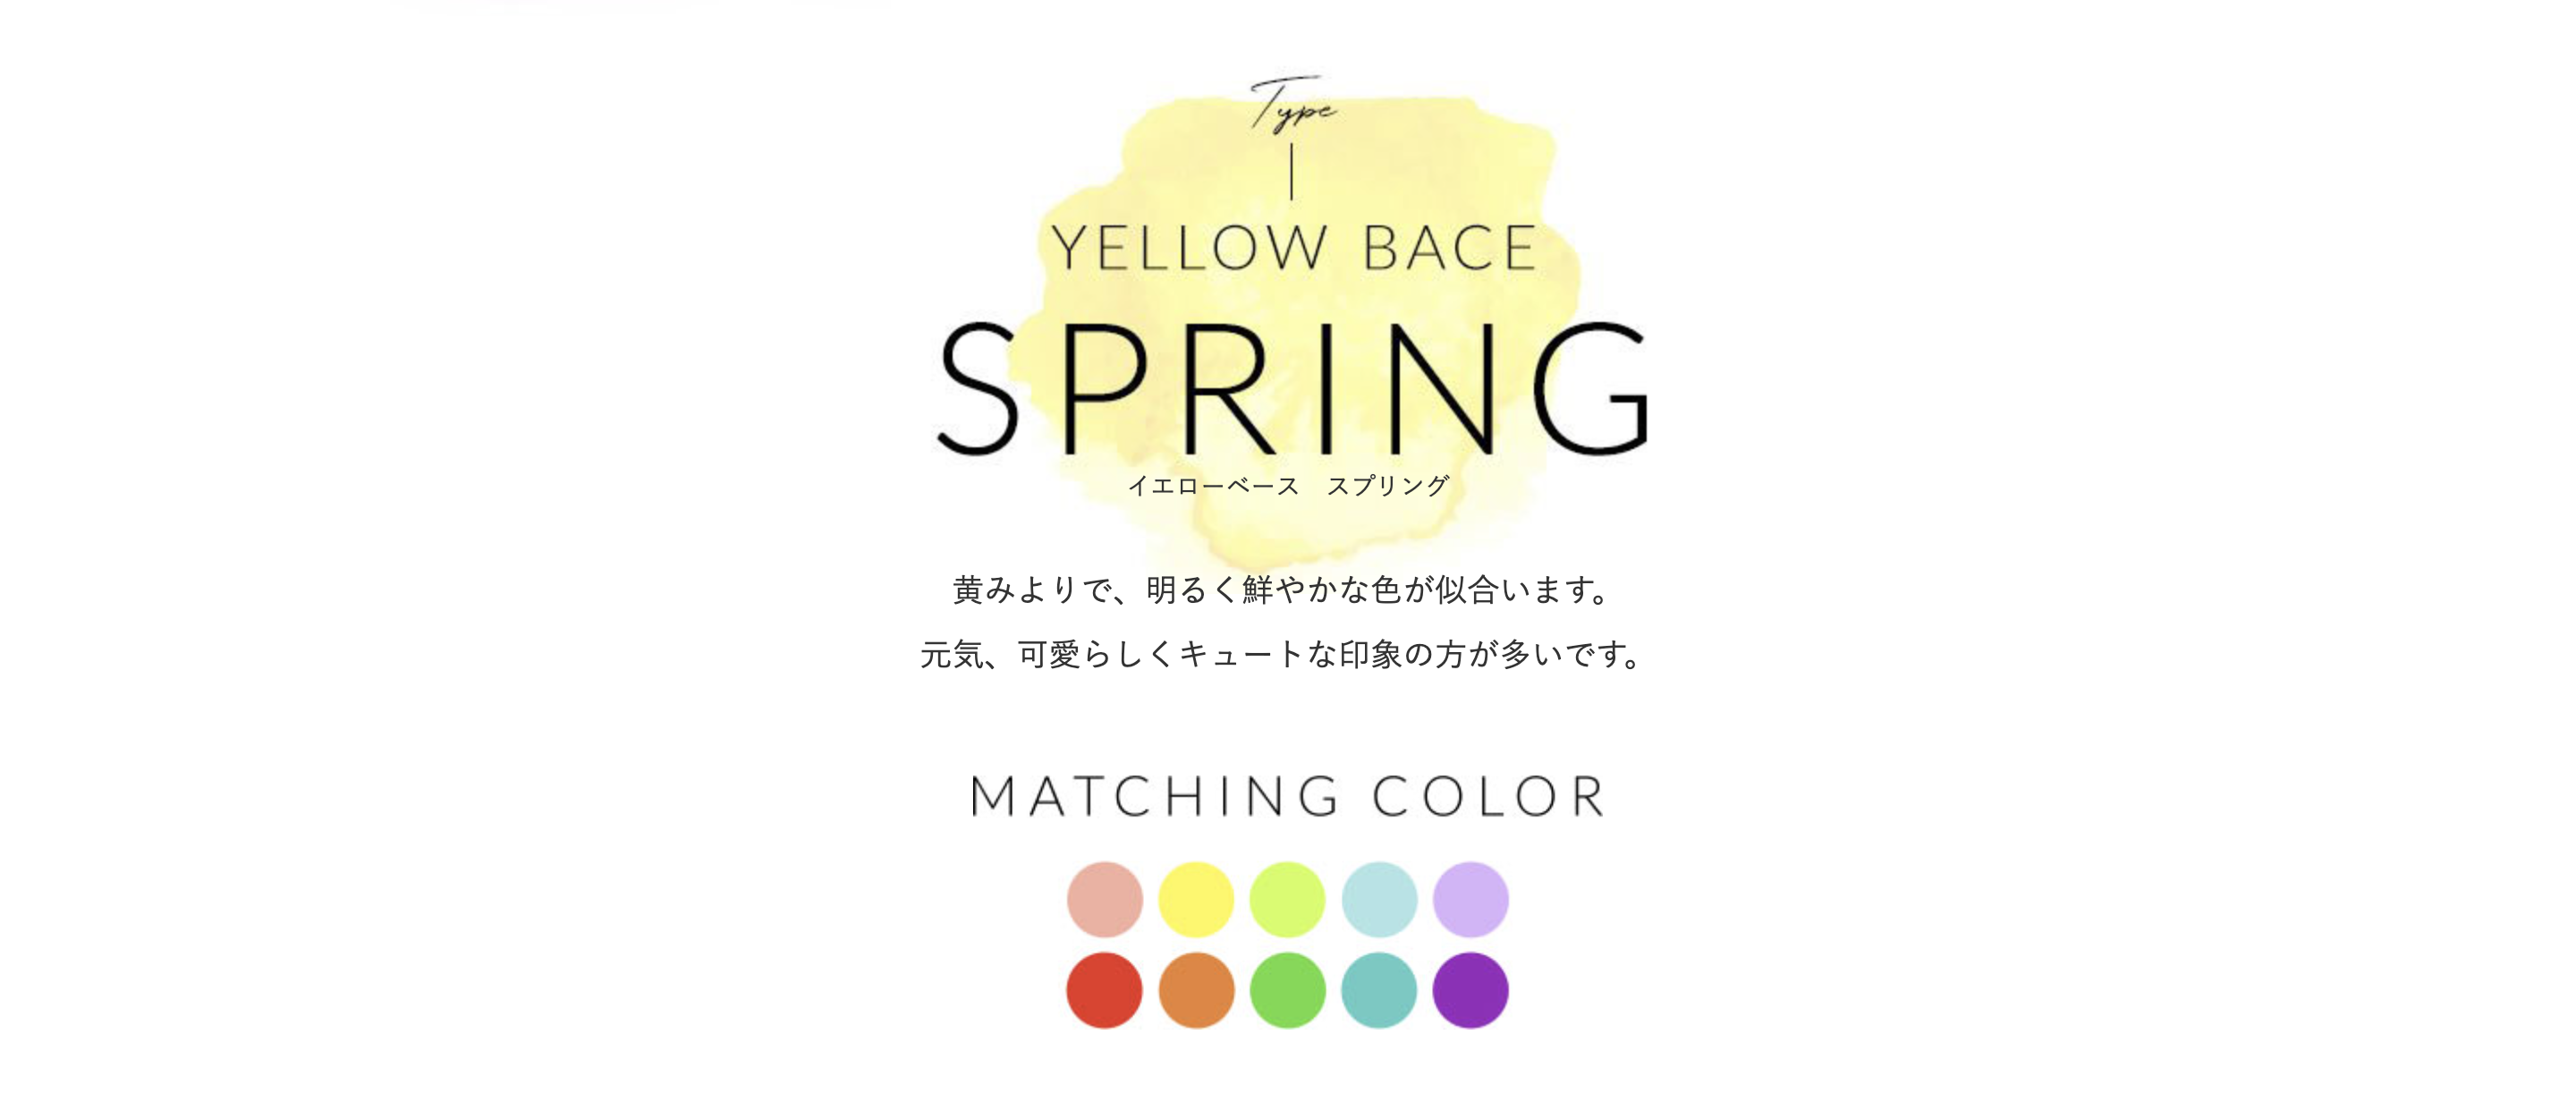 Type
YELLOW BACE
SPRING
イエローベース　スプリング
黄みよりで、明るく鮮やかな色が似合います。
元気、可愛らしくキュートな印象の方が多いです。
MATCHING COLOR